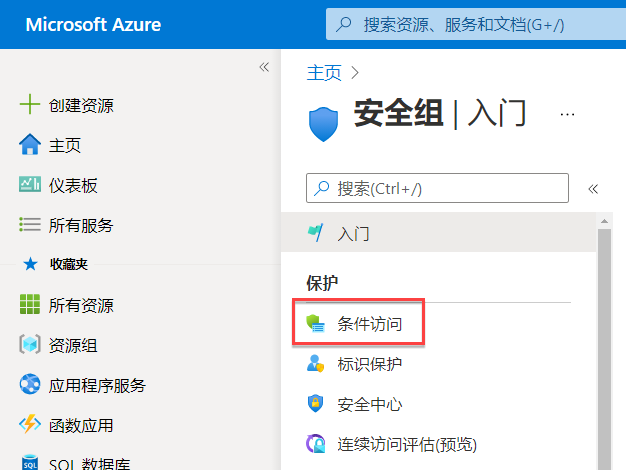 Microsoft Azure
搜索资源、服务和文档(G+/)
创建资源
主页
仪表板
所有服务
收藏夹
所有资源
资源组
应用程序服务
函数应用
SQL 数据库
主页
安全组 | 入门
...
搜索(Ctrl+/)
入门
保护
条件访问
标识保护
安全中心
连续访问评估(预览)